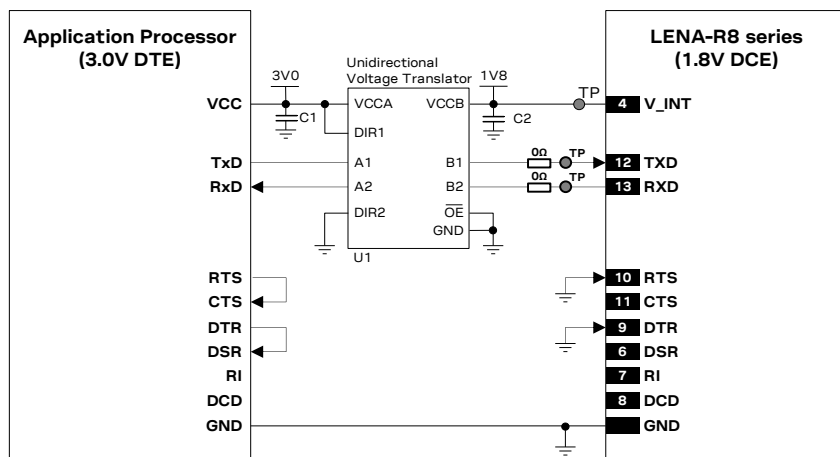 Application Processor
(3.0V DTE)
LENA-R8 series
(1.8V DCE)
Unidirectional
Voltage Translator
3V0
1V8
TP
VCC
VCCA
VCCB
4
V_INT
C1
C2
DIR1
0Ω
TP
TxD
A1
B1
12
TXD
0Ω
TP
RxD
A2
B2
13
RXD
DIR2
OE
GND
U1
RTS
10
RTS
CTS
11
CTS
DTR
9
DTR
DSR
6
DSR
RI
7
RI
DCD
8
DCD
GND
GND